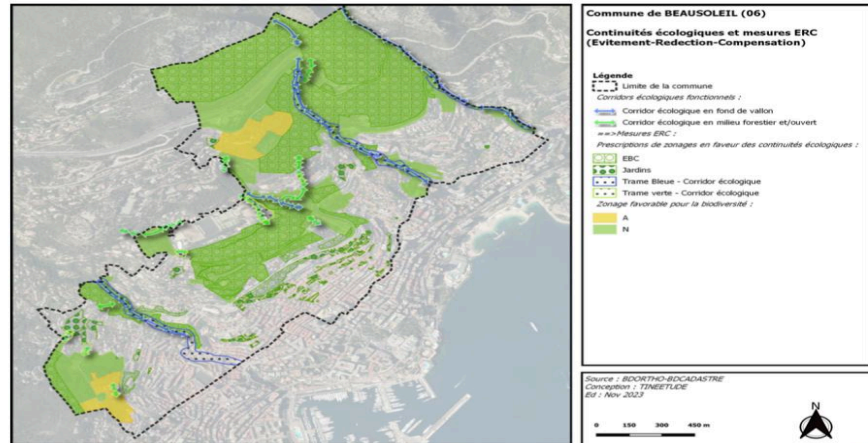 Commune de BEAUSOLEIL (06)
Continuités écologiques et mesures ERC
(Evitement-Redection-Compensation)
Légende
Limite de la commune
Corridors écologiques fonctionnels :
Corridor écologique en fond de vallon
Corridor écologique en milieu forestier et/ouvert
==>Mesures ERC :
Prescriptions de zonages en faveur des continuités écologiques :
EBC
Jardins
Trame Bleue - Corridor écologique
Trame verte - Corridor écologique
Zonage favorable pour la biodiversité :
A
N
Source : BDORTHO-BDCADASTRE
Conception : TINEETUDE
Ed : Nov 2023
0 150 300 450 m
N